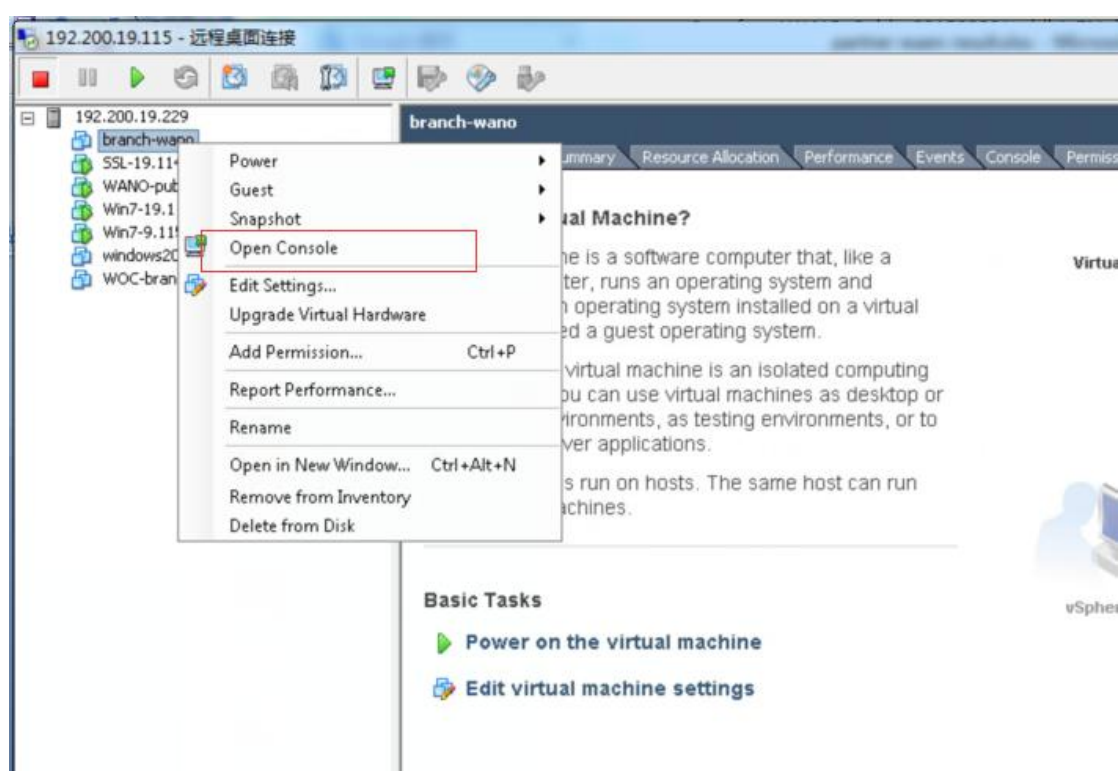 192.200.19.115 - 远程桌面连接
192.200.19.229
branch-wano
SSL-19.114
WANO-pub
Win7-19.1
Win7-9.115
windows20
WOC-bran
Power
Guest
Snapshot
Open Console
Edit Settings...
Upgrade Virtual Hardware
Add Permission... Ctrl+P
Report Performance...
Rename
Open in New Window... Ctrl+Alt+N
Remove from Inventory
Delete from Disk
branch-wano
ummary Resource Allocation Performance Events Console Permiss
ual Machine?
ne is a software computer that, like a
ter, runs an operating system and
operating system installed on a virtual
ed a guest operating system.
virtual machine is an isolated computing
ou can use virtual machines as desktop or
vironments, as testing environments, or to
ver applications.
s run on hosts. The same host can run
achines.
Virtua
vSpher
Basic Tasks
Power on the virtual machine
Edit virtual machine settings